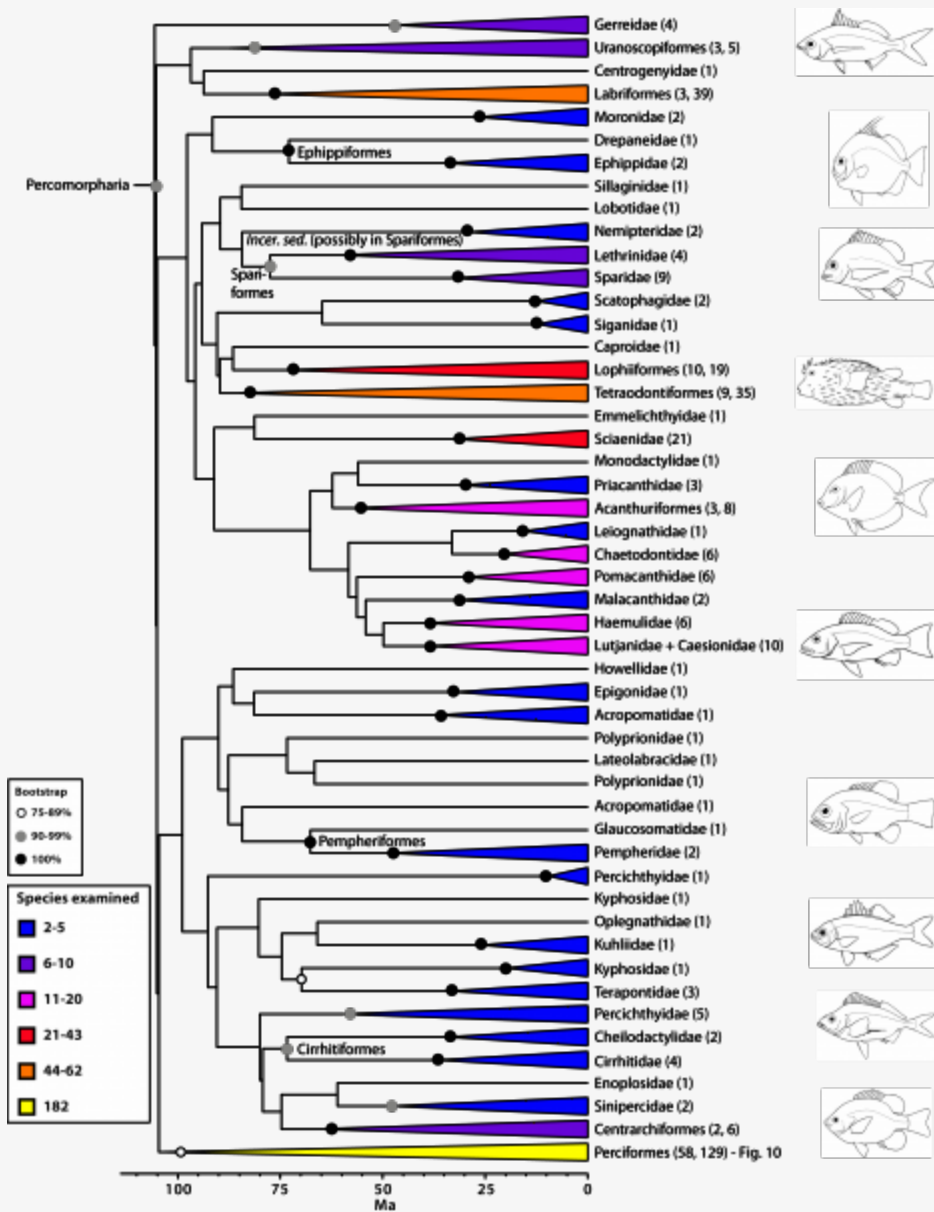 Gerreidae (4)
Uranoscopiformes (3, 5)
Centrogenyidae (1)
Labriformes (3, 39)
Moronidae (2)
Drepaneidae (1)
Ephippiformes
Ephippidae (2)
Percomorpharia
Sillaginidae (1)
Lobotidae (1)
Nemipteridae (2)
Incer. sed. (possibly in Spariformes)
Lethrinidae (4)
Spari-
formes
Sparidae (9)
Scatophagidae (2)
Siganidae (1)
Caproidae (1)
Lophiiformes (10, 19)
Tetraodontiformes (9, 35)
Emmelichthyidae (1)
Sciaenidae (21)
Monodactylidae (1)
Priacanthidae (3)
Acanthuriformes (3, 8)
Leiognathidae (1)
Chaetodontidae (6)
Pomacanthidae (6)
Malacanthidae (2)
Haemulidae (6)
Lutjanidae + Caesionidae (10)
Howellidae (1)
Epigonidae (1)
Acropomatidae (1)
Polyprionidae (1)
Lateolabracidae (1)
Polyprionidae (1)
Acropomatidae (1)
Glaucosomatidae (1)
Pempheriformes
Pempheridae (2)
Percichthyidae (1)
Kyphosidae (1)
Oplegnathidae (1)
Kuhliidae (1)
Kyphosidae (1)
Terapontidae (3)
Percichthyidae (5)
Cheilodactylidae (2)
Cirrhitiformes
Cirrhitidae (4)
Enoplosidae (1)
Sinipercidae (2)
Centrarchiformes (2, 6)
Perciformes (58, 129) - Fig. 10
Bootstrap
75-89%
90-99%
100%
Species examined
2-5
6-10
11-20
21-43
44-62
182
100 75 50 25 0
Ma